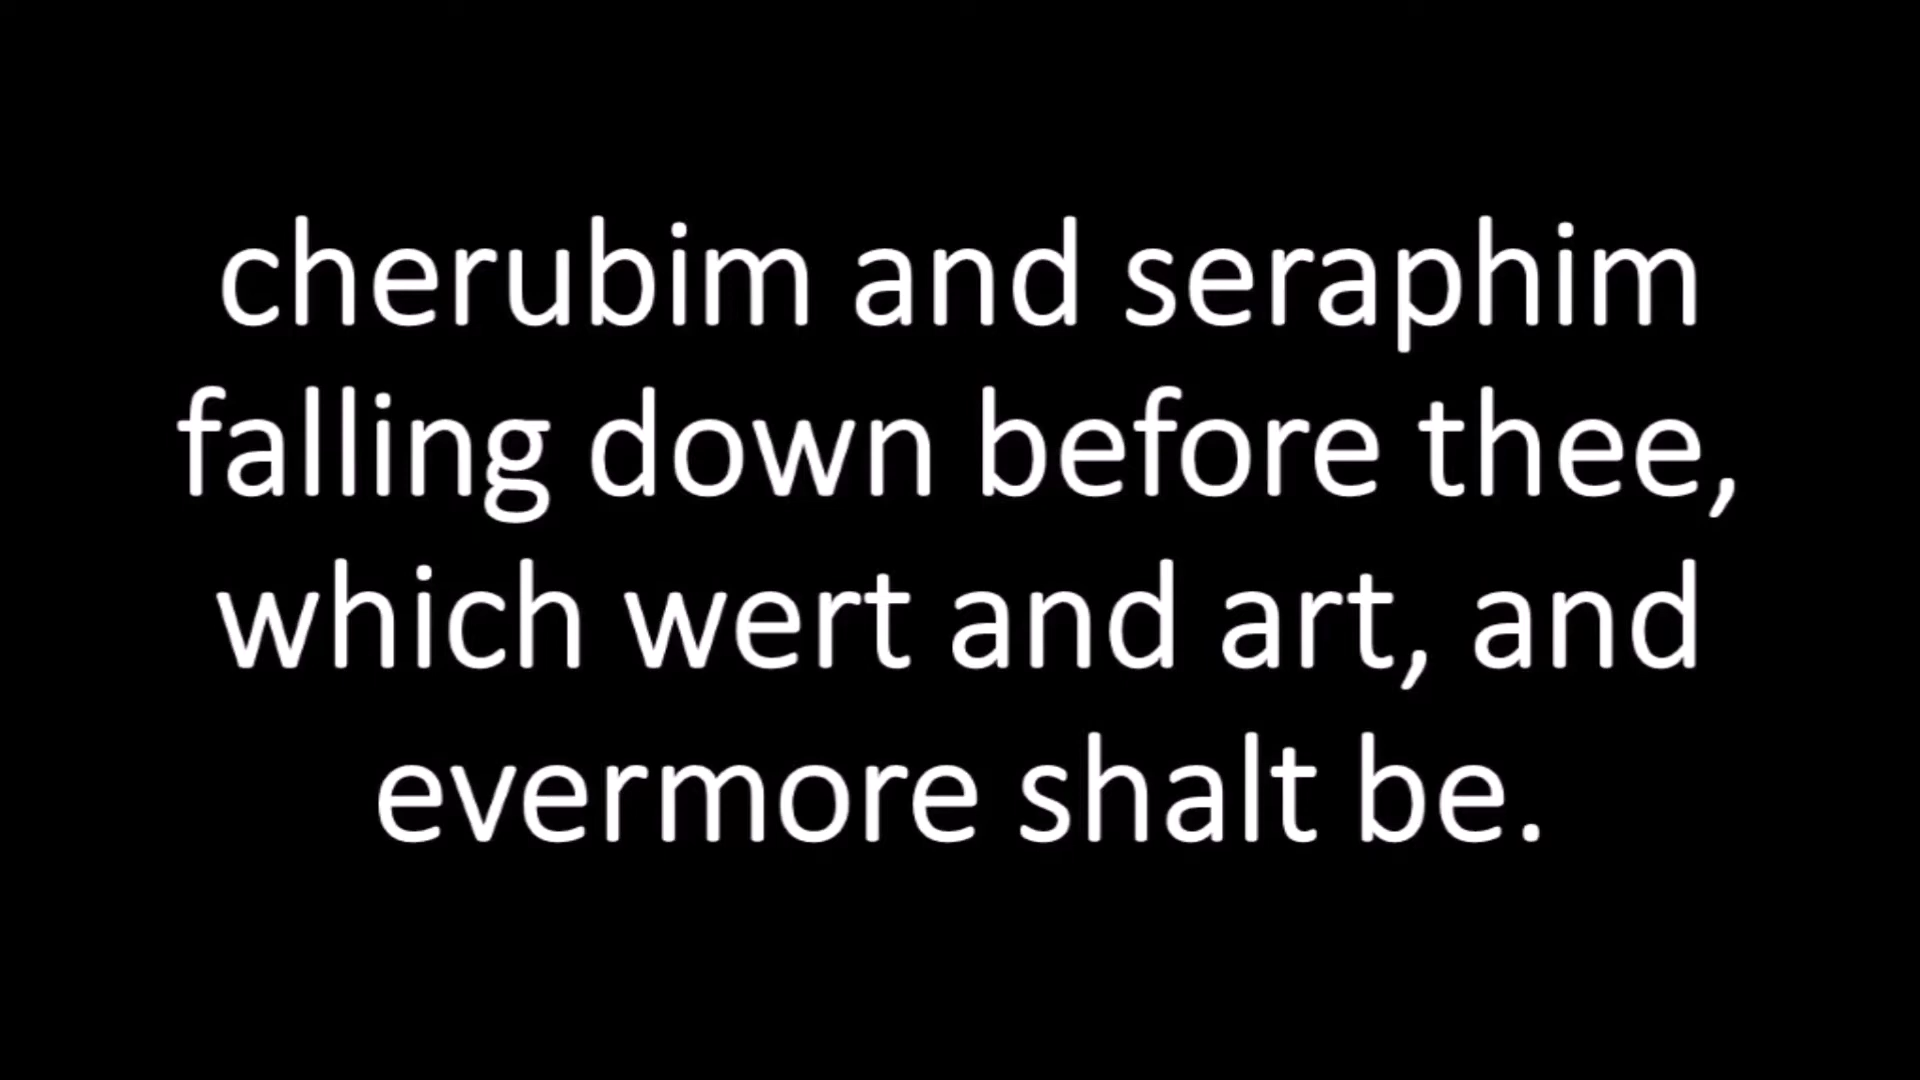 cherubim and seraphim
falling down before thee,
which wert and art, and
evermore shalt be.